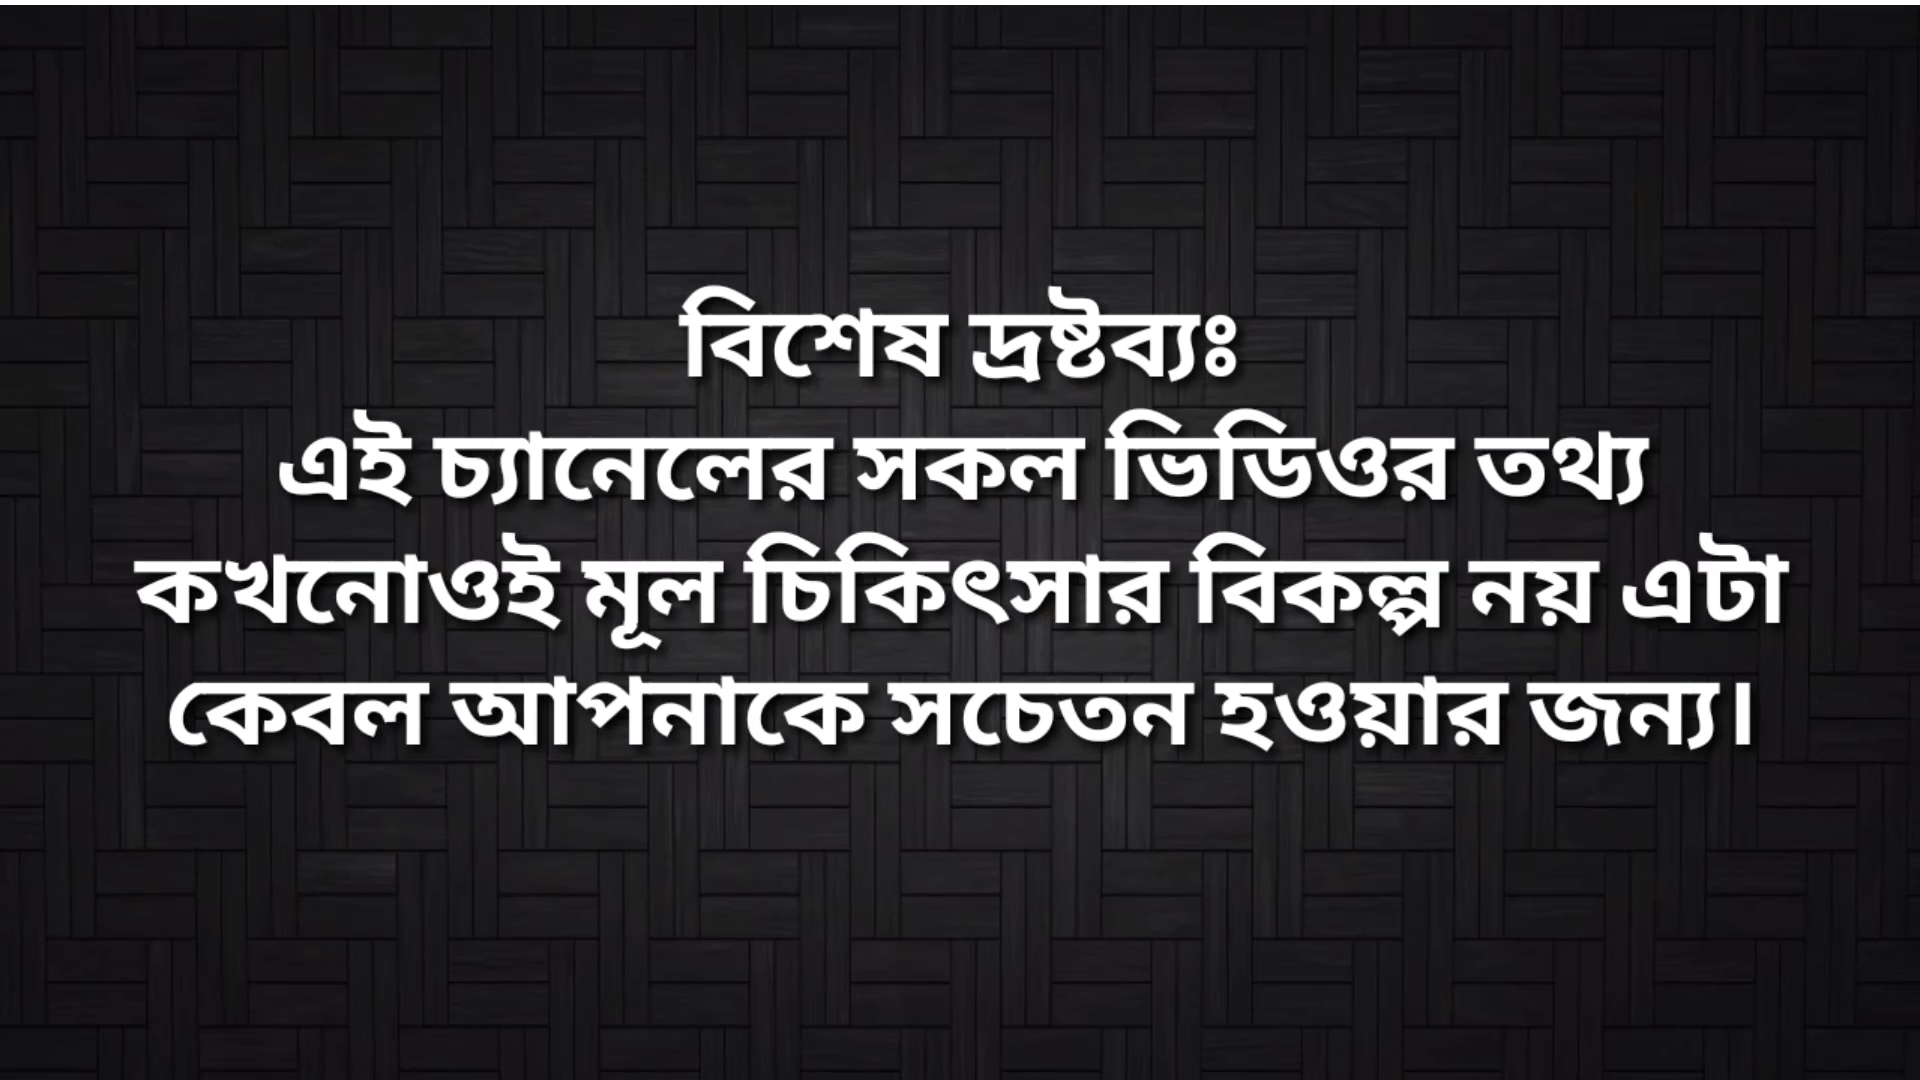 বিশেষ দ্রষ্টব্যঃ
এই চ্যানেলের সকল ভিডিওর তথ্য
কখনোওই মূল চিকিৎসার বিকল্প নয় এটা
কেবল আপনাকে সচেতন হওয়ার জন্য।